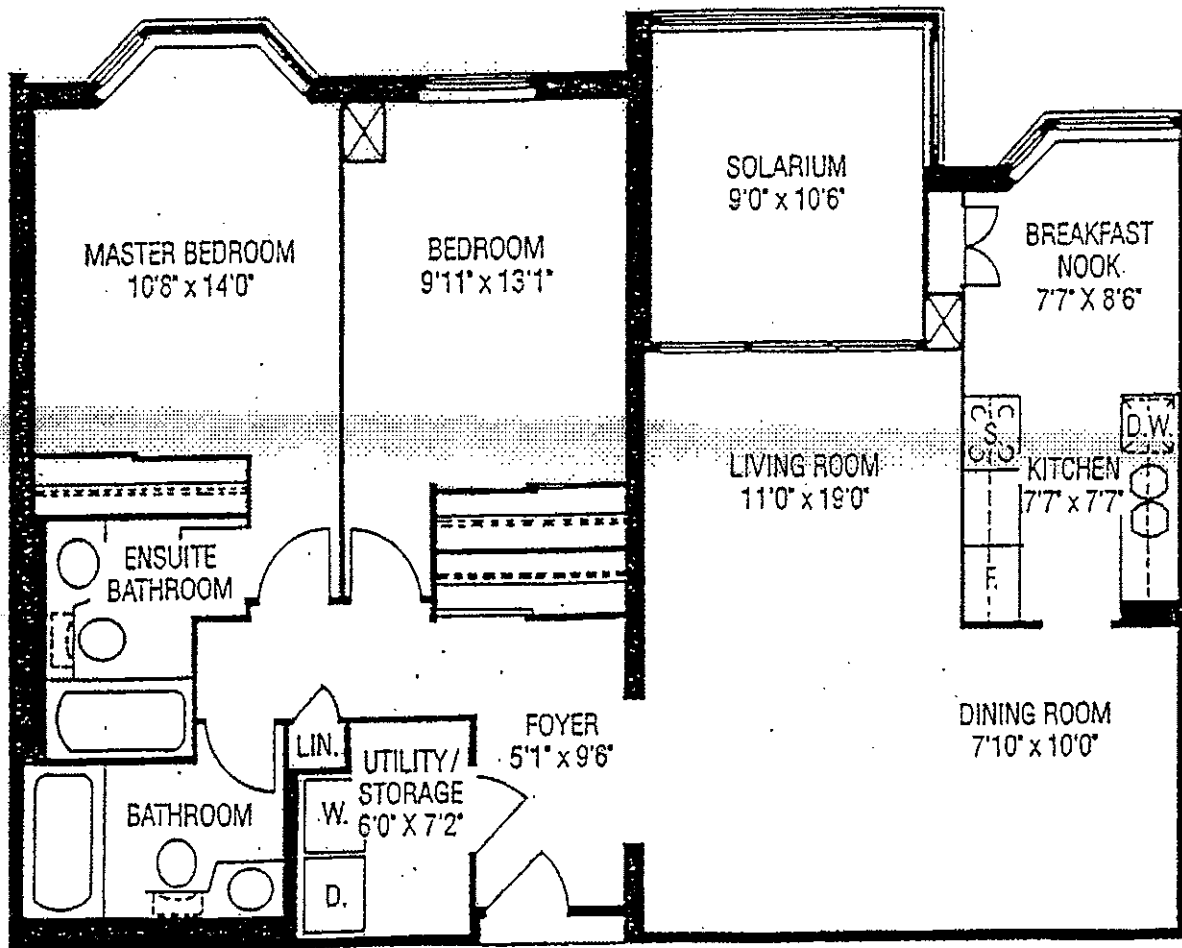 SOLARIUM
9'0" x 10'6"
MASTER BEDROOM
10'8" x 14'0"
BEDROOM
9'11" x 13'1"
BREAKFAST
NOOK
7'7" X 8'6"
LIVING ROOM
11'0" x 19'0"
S
D.W.
KITCHEN
7'7" x 7'7"
F.
ENSUITE
BATHROOM
FOYER
5'1" x 9'6"
DINING ROOM
7'10" x 10'0"
LIN.
UTILITY/
STORAGE
6'0" X 7'2"
BATHROOM
W.
D.